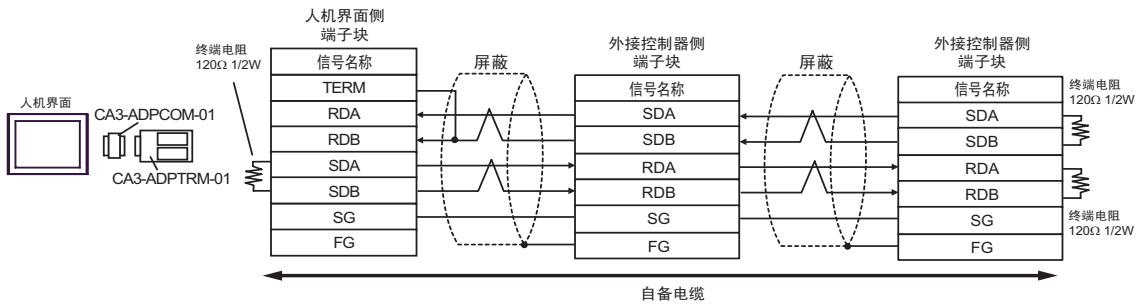 人机界面
CA3-ADPCOM-01
CA3-ADPTRM-01
终端电阻
120Ω 1/2W
人机界面侧
端子块
信号名称
TERM
RDA
RDB
SDA
SDB
SG
FG
屏蔽
外接控制器侧
端子块
信号名称
SDA
SDB
RDA
RDB
SG
FG
屏蔽
外接控制器侧
端子块
信号名称
SDA
SDB
RDA
RDB
SG
FG
终端电阻
120Ω 1/2W
终端电阻
120Ω 1/2W
自备电缆